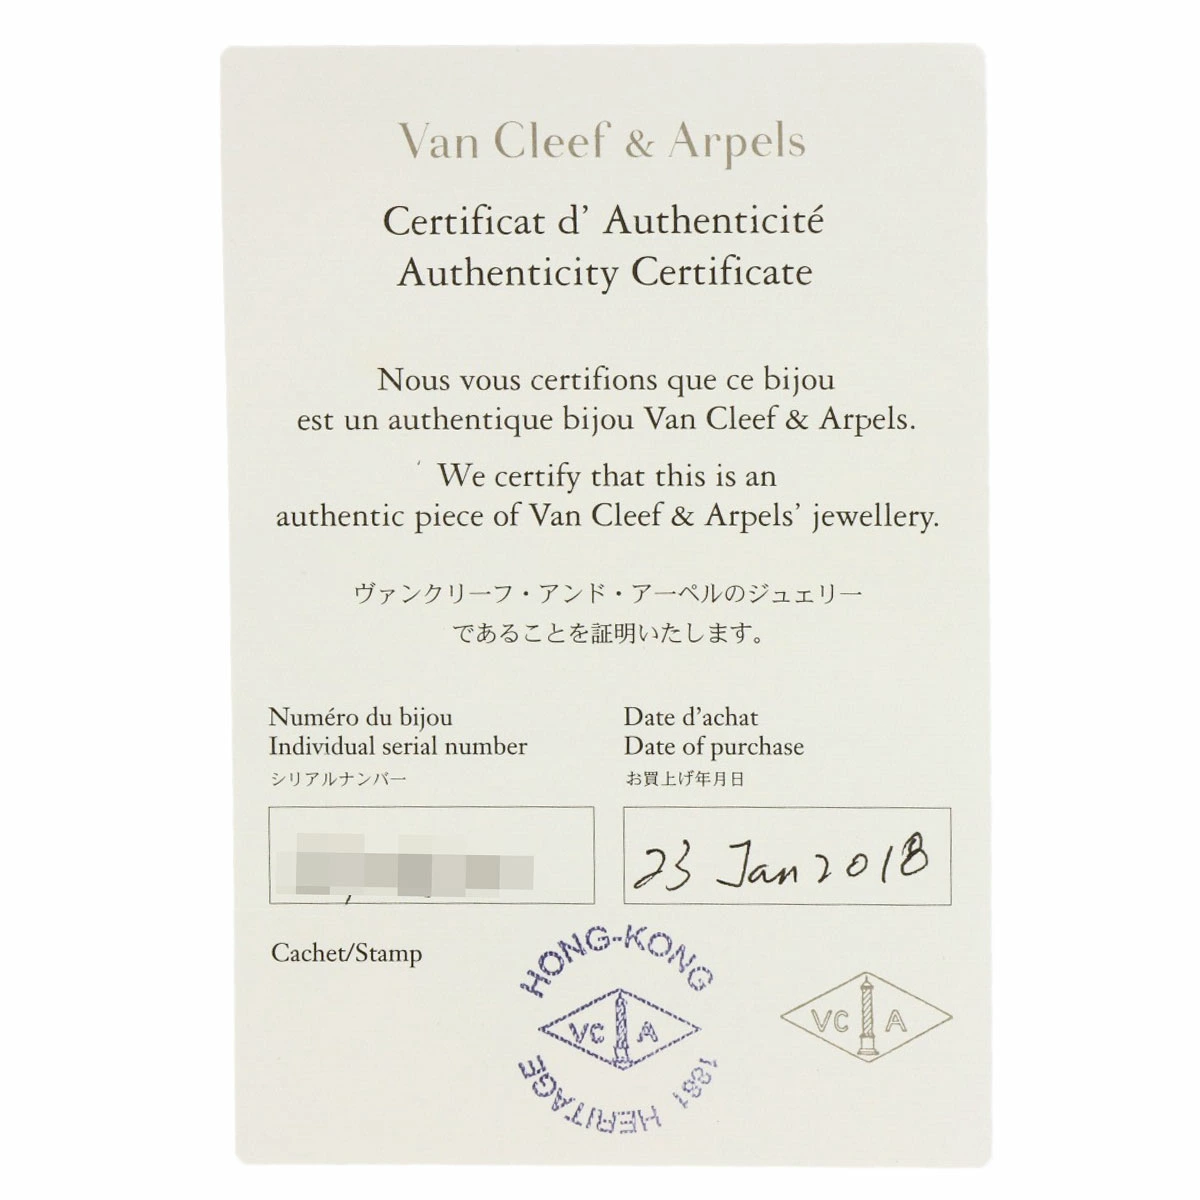 Van Cleef & Arpels
Certificat d' Authenticité
Authenticity Certificate
Nous vous certifions que ce bijou
est un authentique bijou Van Cleef & Arpels.
We certify that this is an
authentic piece of Van Cleef & Arpels' jewellery.
ヴァンクリーフ・アンド・アーペルのジュエリー
であることを証明いたします。
Numéro du bijou
Individual serial number
シリアルナンバー
Date d'achat
Date of purchase
お買上げ年月日
23 Jan 2018
Cachet/Stamp
HONG-KONG
VC A
1881 HERITAGE
VC A